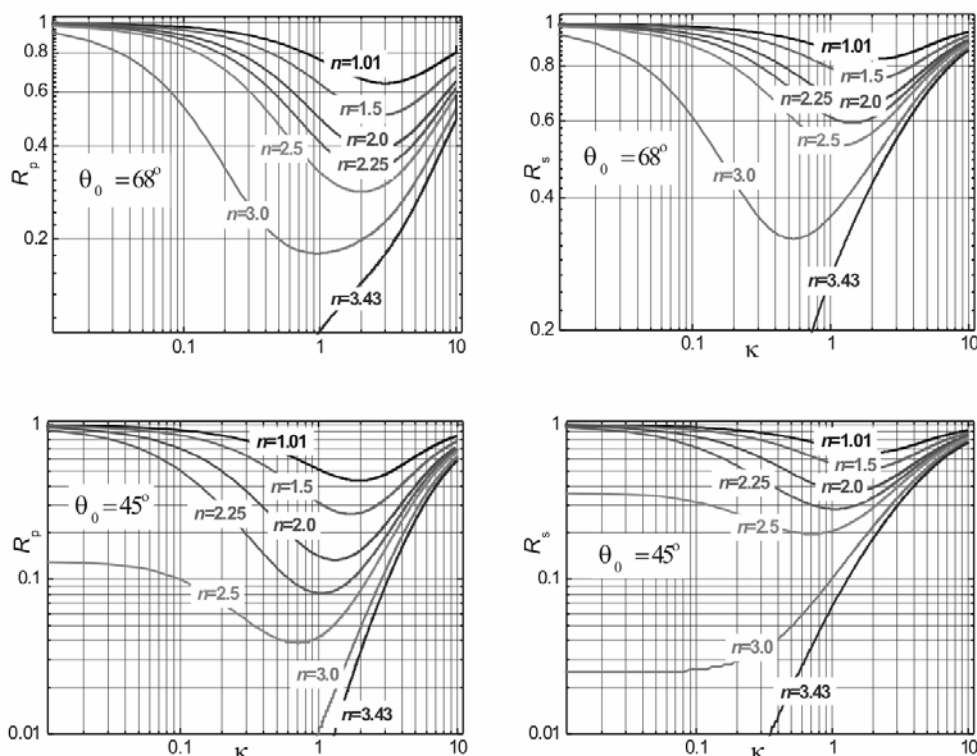 1
0.8
0.6
0.4
0.2
R_p
n=1.01
n=1.5
n=2.0
n=2.5
n=2.25
θ_0 =68°
n=3.0
n=3.43
0.1
1
10
1
0.8
0.6
0.4
0.2
R_s
n=1.01
n=1.5
n=2.25
n=2.0
n=2.5
θ_0 =68°
n=3.0
n=3.43
0.1
1
10
κ
1
0.1
0.01
R_p
n=1.01
n=1.5
θ_0 =45°
n=2.25
n=2.0
n=2.5
n=3.0
n=3.43
0.1
1
10
κ
1
0.1
0.01
R_s
n=1.01
n=1.5
n=2.25
n=2.0
n=2.5
θ_0 =45°
n=3.0
n=3.43
0.1
1
10
κ